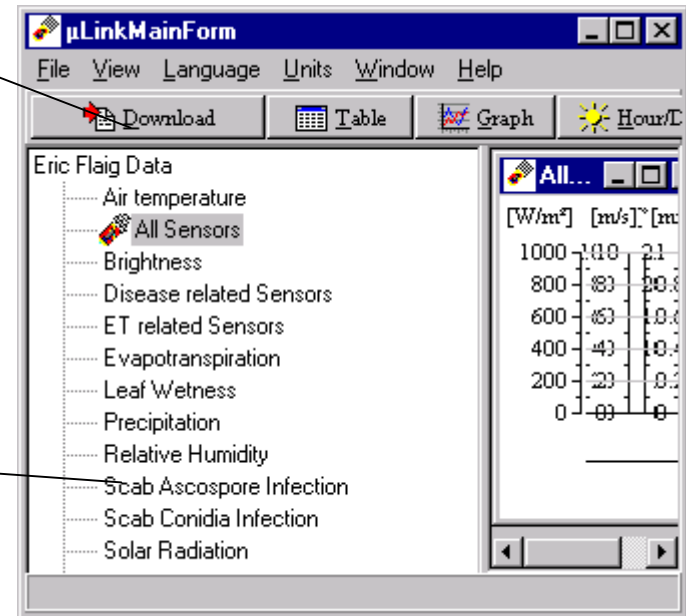 µLinkMainForm
File View Language Units Window Help
Download Table Graph Hour/D
Eric Flaig Data
Air temperature
All Sensors
Brightness
Disease related Sensors
ET related Sensors
Evapotranspiration
Leaf Wetness
Precipitation
Relative Humidity
Scab Ascospore Infection
Scab Conidia Infection
Solar Radiation
All...
[W/m²] [m/s]
1000
800
600
400
200
0